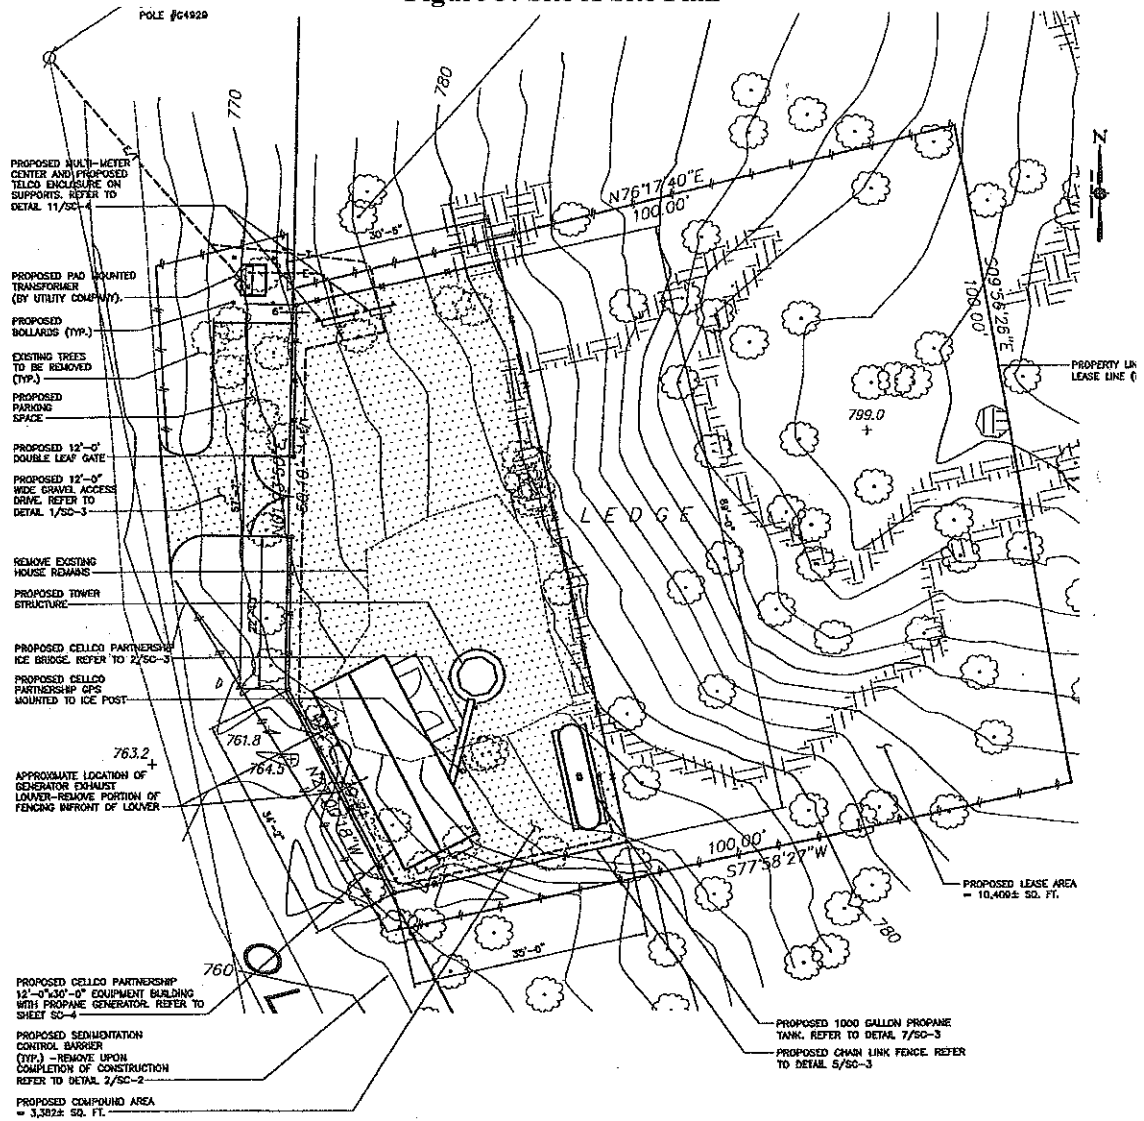 POLE #G4929
780
770
PROPOSED MULTI-METER
CENTER AND PROPOSED
TELCO ENCLOSURE ON
SUPPORTS. REFER TO
DETAIL 11/SC-4
N76°17'40"E
100.00'
30'-5"
PROPOSED PAD MOUNTED
TRANSFORMER
(BY UTILITY COMPANY).
PROPOSED
BOLLARDS (TYP.)
EXISTING TREES
TO BE REMOVED
(TYP.)
PROPOSED
PARKING
SPACE
PROPOSED 12'-0"
DOUBLE LEAF GATE
PROPOSED 12'-0"
WIDE GRAVEL ACCESS
DRIVE. REFER TO
DETAIL 1/SC-3
REMOVE EXISTING
HOUSE REMAINS
PROPOSED TOWER
STRUCTURE
PROPOSED CELLCO PARTNERSHIP
ICE BRIDGE. REFER TO 2/SC-3
PROPOSED CELLCO
PARTNERSHIP GPS
MOUNTED TO ICE POST
763.2
761.8
764.5
APPROXIMATE LOCATION OF
GENERATOR EXHAUST
LOUVER-REMOVE PORTION OF
FENCING INFRONT OF LOUVER
S09°56'26"E
100.00'
PROPERTY
LEASE LINE
799.0
LEDGE
100.00'
S77°58'27"W
PROPOSED LEASE AREA
= 10,409± SQ. FT.
780
35'-0"
760
PROPOSED CELLCO PARTNERSHIP
12'-0"x30'-0" EQUIPMENT BUILDING
WITH PROPANE GENERATOR. REFER TO
SHEET SC-4
PROPOSED SEDIMENTATION
CONTROL BARRIER
(TYP.) -REMOVE UPON
COMPLETION OF CONSTRUCTION
REFER TO DETAIL 2/SC-2
PROPOSED COMPOUND AREA
= 3,382± SQ. FT.
PROPOSED 1000 GALLON PROPANE
TANK. REFER TO DETAIL 7/SC-3
PROPOSED CHAIN LINK FENCE. REFER
TO DETAIL 5/SC-3